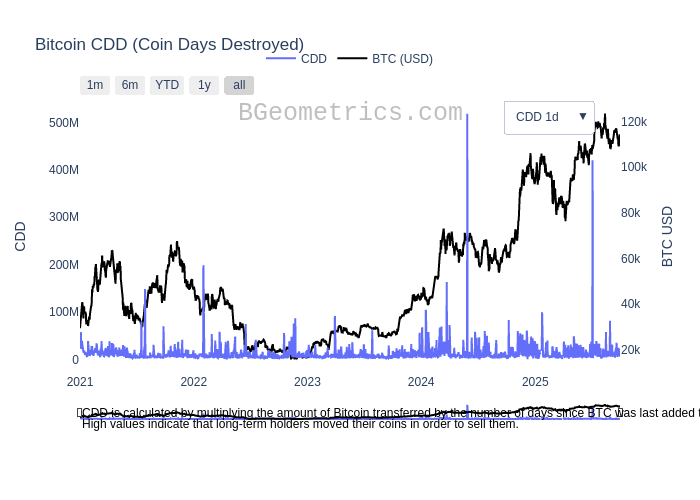 Bitcoin CDD (Coin Days Destroyed)
CDD BTC (USD)
1m 6m YTD 1y all
BGeometrics.com
CDD 1d ▼
500M
400M
300M
200M
100M
0
CDD
120k
100k
80k
60k
40k
20k
BTC USD
2021 2022 2023 2024 2025
CDD is calculated by multiplying the amount of Bitcoin transferred by the number of days since BTC was last added t
High values indicate that long-term holders moved their coins in order to sell them.